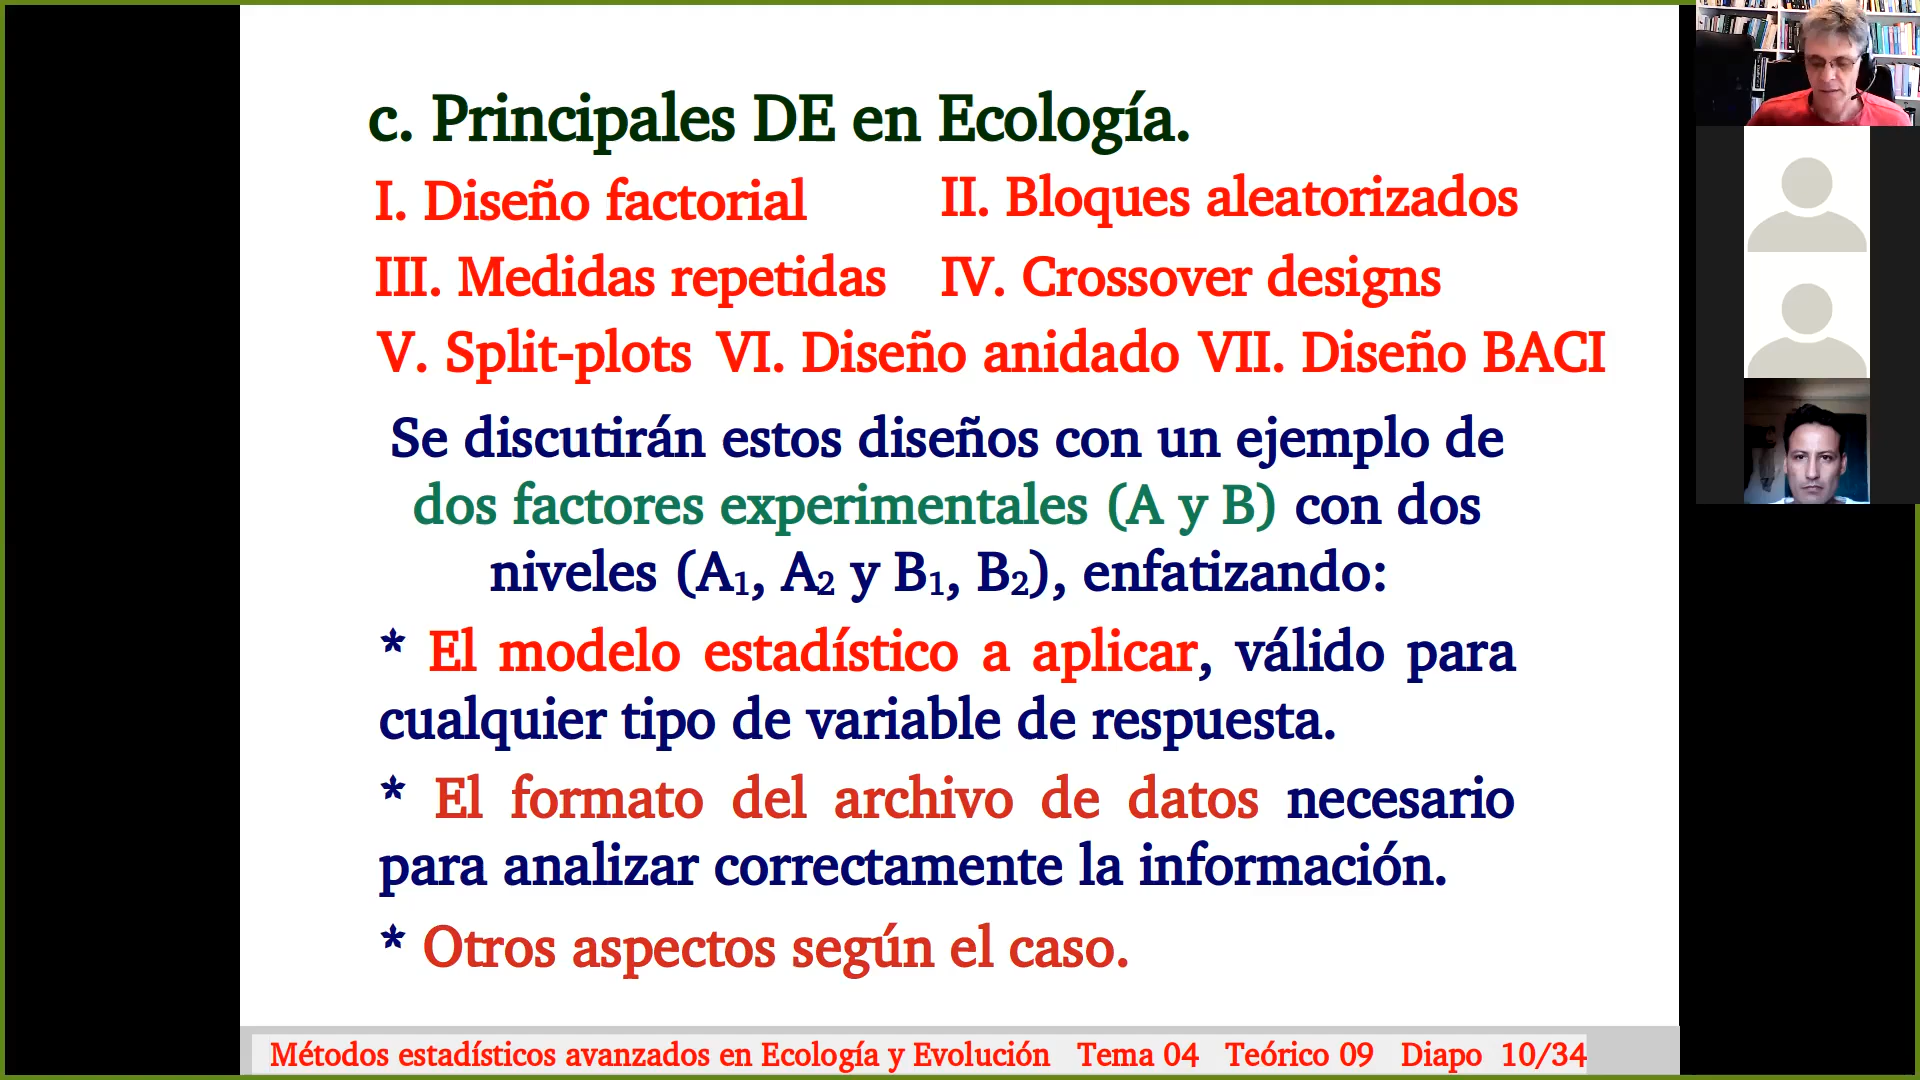 c. Principales DE en Ecología.
I. Diseño factorial II. Bloques aleatorizados
III. Medidas repetidas IV. Crossover designs
V. Split-plots VI. Diseño anidado VII. Diseño BACI
Se discutirán estos diseños con un ejemplo de
dos factores experimentales (A y B) con dos
niveles (A₁, A₂ y B₁, B₂), enfatizando:
* El modelo estadístico a aplicar, válido para
cualquier tipo de variable de respuesta.
* El formato del archivo de datos necesario
para analizar correctamente la información.
* Otros aspectos según el caso.
Métodos estadísticos avanzados en Ecología y Evolución Tema 04 Teórico 09 Diapo 10/34